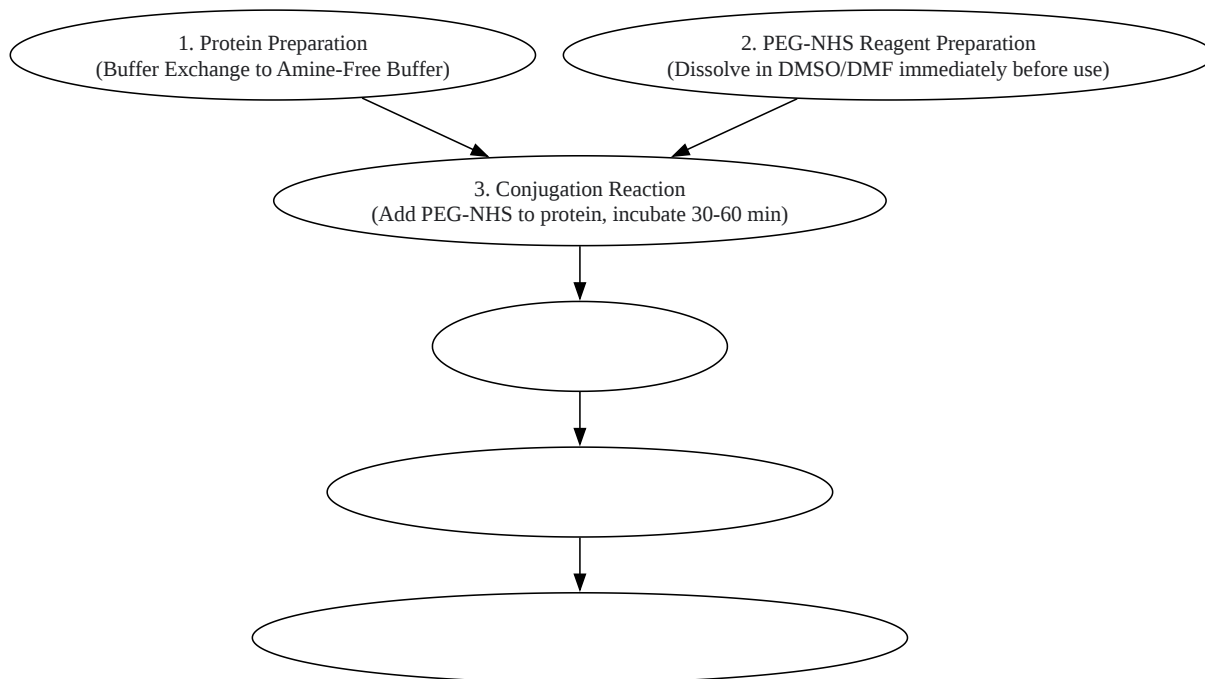 1. Protein Preparation
(Buffer Exchange to Amine-Free Buffer)
2. PEG-NHS Reagent Preparation
(Dissolve in DMSO/DMF immediately before use)
3. Conjugation Reaction
(Add PEG-NHS to protein, incubate 30-60 min)